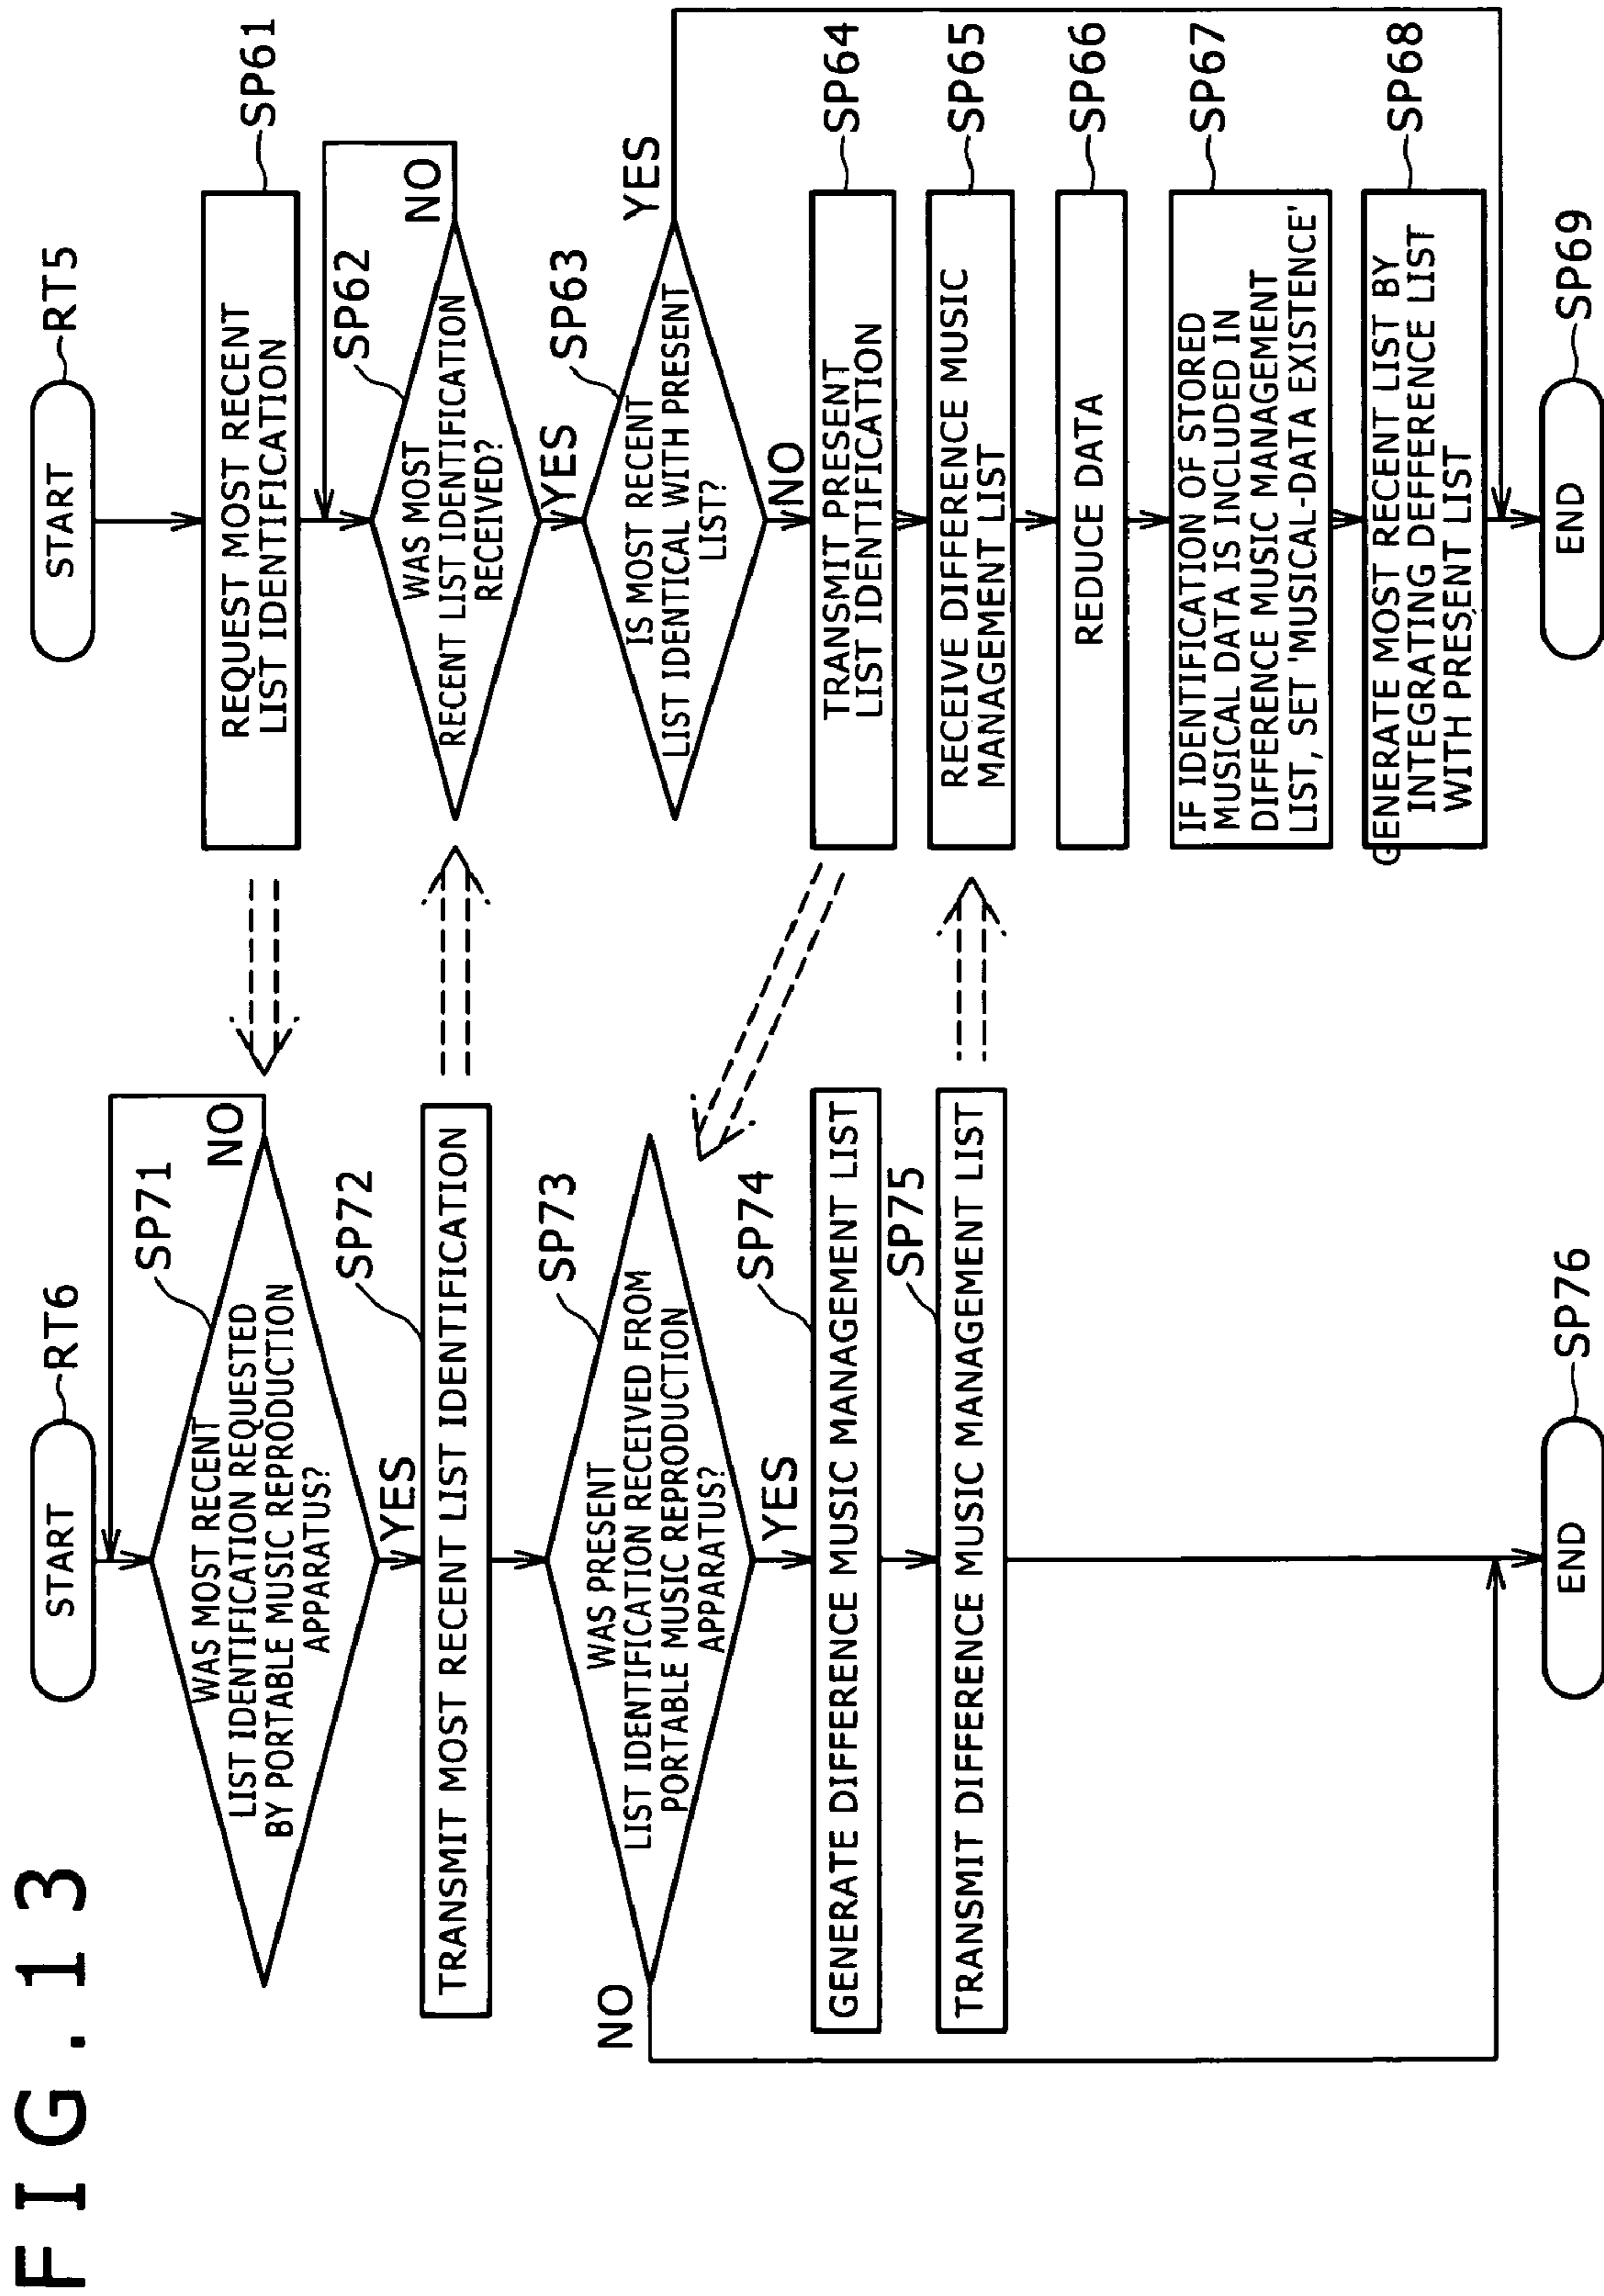 FIG.13
START
RT6
NO
SP71
WAS MOST RECENT
LIST IDENTIFICATION REQUESTED
BY PORTABLE MUSIC REPRODUCTION
APPARATUS?
YES
SP72
TRANSMIT MOST RECENT LIST IDENTIFICATION
SP73
WAS PRESENT
LIST IDENTIFICATION RECEIVED FROM
PORTABLE MUSIC REPRODUCTION
APPARATUS?
NO
YES
SP74
GENERATE DIFFERENCE MUSIC MANAGEMENT LIST
SP75
TRANSMIT DIFFERENCE MUSIC MANAGEMENT LIST
END
SP76
START
RT5
REQUEST MOST RECENT
LIST IDENTIFICATION
SP61
NO
SP62
WAS MOST
RECENT LIST IDENTIFICATION
RECEIVED?
YES
SP63
IS MOST RECENT
LIST IDENTICAL WITH PRESENT
LIST?
YES
NO
TRANSMIT PRESENT
LIST IDENTIFICATION
SP64
RECEIVE DIFFERENCE MUSIC
MANAGEMENT LIST
SP65
REDUCE DATA
SP66
IF IDENTIFICATION OF STORED
MUSICAL DATA IS INCLUDED IN
DIFFERENCE MUSIC MANAGEMENT
LIST, SET 'MUSICAL-DATA EXISTENCE'
SP67
GENERATE MOST RECENT LIST BY
INTEGRATING DEFFERENCE LIST
WITH PRESENT LIST
SP68
END
SP69